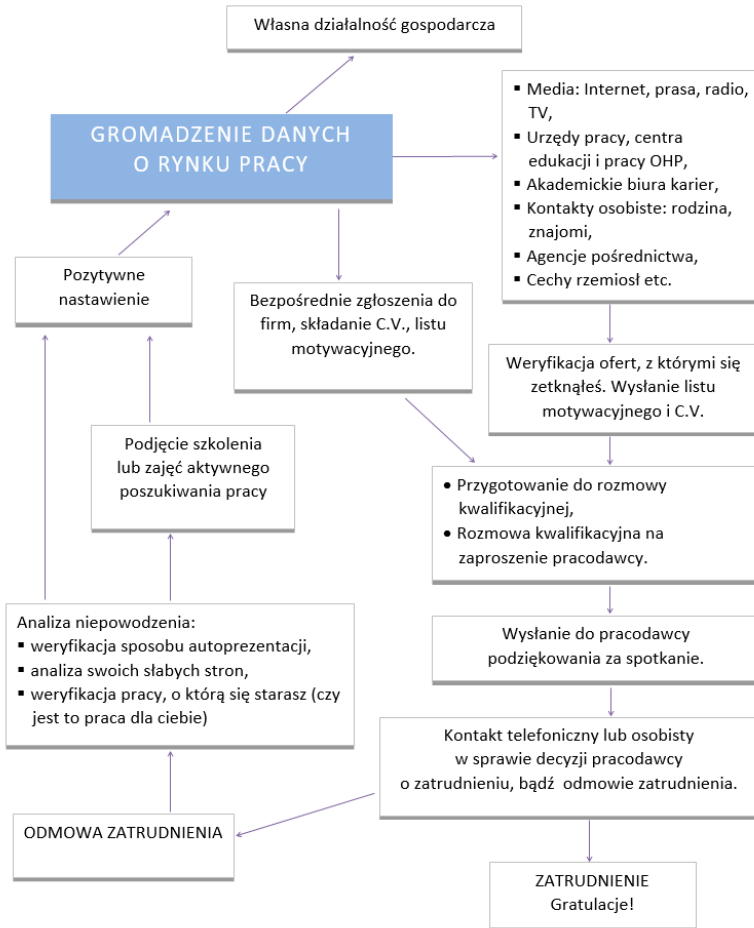 Własna działalność gospodarcza
GROMADZENIE DANYCH
O RYNKU PRACY
▪ Media: Internet, prasa, radio,
TV,
▪ Urzędy pracy, centra
edukacji i pracy OHP,
▪ Akademickie biura karier,
▪ Kontakty osobiste: rodzina,
znajomi,
▪ Agencje pośrednictwa,
▪ Cechy rzemiosł etc.
Pozytywne
nastawienie
Bezpośrednie zgłoszenia do
firm, składanie C.V., listu
motywacyjnego.
Weryfikacja ofert, z którymi się
zetknąłeś. Wysłanie listu
motywacyjnego i C.V.
Podjęcie szkolenia
lub zajęć aktywnego
poszukiwania pracy
• Przygotowanie do rozmowy
kwalifikacyjnej,
• Rozmowa kwalifikacyjna na
zaproszenie pracodawcy.
Analiza niepowodzenia:
▪ weryfikacja sposobu autoprezentacji,
▪ analiza swoich słabych stron,
▪ weryfikacja pracy, o którą się starasz (czy
jest to praca dla ciebie)
Wysłanie do pracodawcy
podziękowania za spotkanie.
Kontakt telefoniczny lub osobisty
w sprawie decyzji pracodawcy
o zatrudnieniu, bądź odmowie zatrudnienia.
ODMOWA ZATRUDNIENIA
ZATRUDNIENIE
Gratulacje!